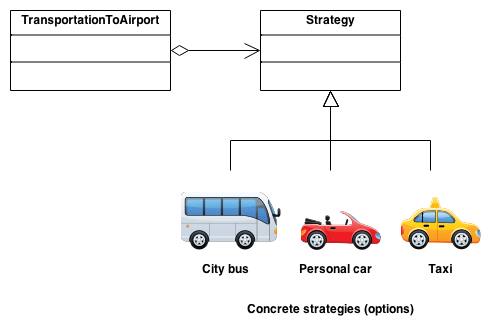 TransportationToAirport
Strategy
City bus
Personal car
Taxi
Concrete strategies (options)